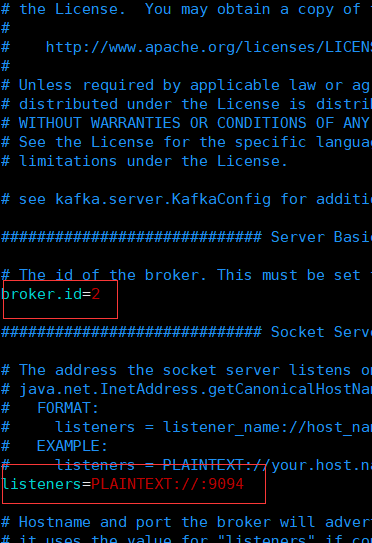 # the License.  You may obtain a copy of
#
#    http://www.apache.org/licenses/LICENS
#
# Unless required by applicable law or ag
# distributed under the License is distri
# WITHOUT WARRANTIES OR CONDITIONS OF ANY
# See the License for the specific langua
# limitations under the License.
# see kafka.server.KafkaConfig for additi
############################# Server Basi
# The id of the broker. This must be set
broker.id=2
############################# Socket Serv
# The address the socket server listens on
# java.net.InetAddress.getCanonicalHostNa
#   FORMAT:
#     listeners = listener_name://host_na
#   EXAMPLE:
#     listeners = PLAINTEXT://your.host.na
listeners=PLAINTEXT://:9094
# Hostname and port the broker will adver
# it uses the value for "listeners" if con